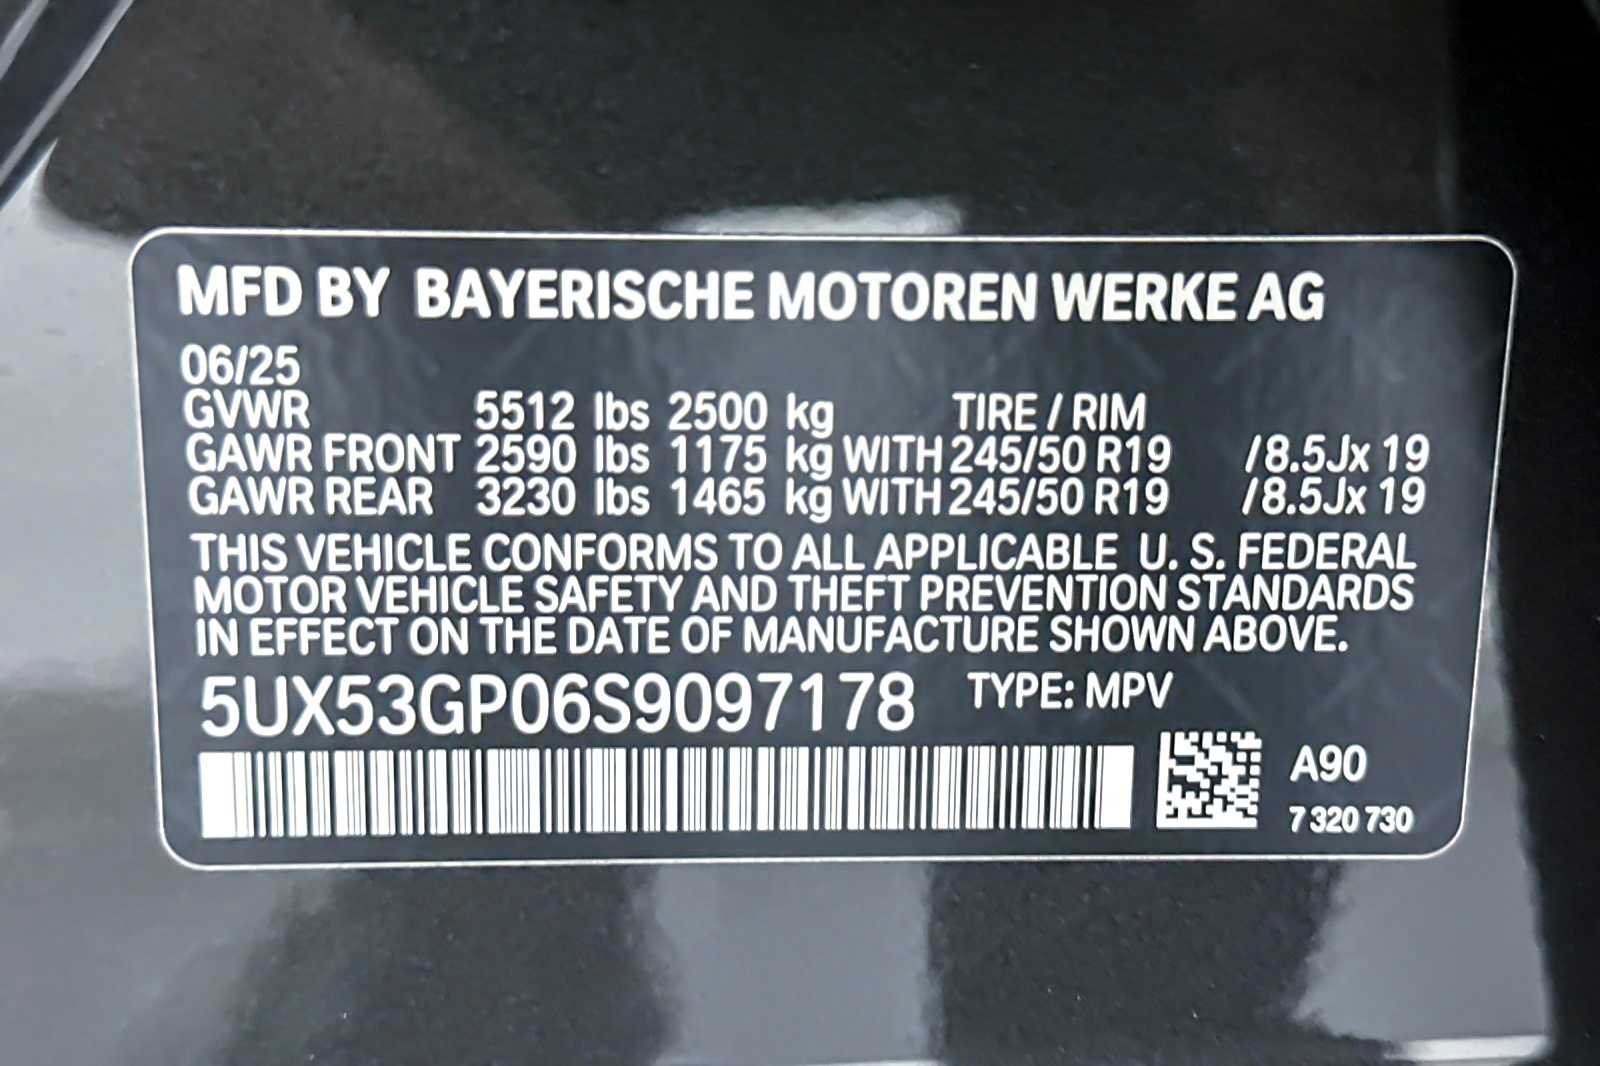 MFD BY BAYERISCHE MOTOREN WERKE AG
06/25
GVWR 5512 lbs 2500 kg TIRE / RIM
GAWR FRONT 2590 lbs 1175 kg WITH 245/50 R19 /8.5Jx 19
GAWR REAR 3230 lbs 1465 kg WITH 245/50 R19 /8.5Jx 19
THIS VEHICLE CONFORMS TO ALL APPLICABLE U. S. FEDERAL
MOTOR VEHICLE SAFETY AND THEFT PREVENTION STANDARDS
IN EFFECT ON THE DATE OF MANUFACTURE SHOWN ABOVE.
5UX53GP06S9097178 TYPE: MPV
A90
7 320 730